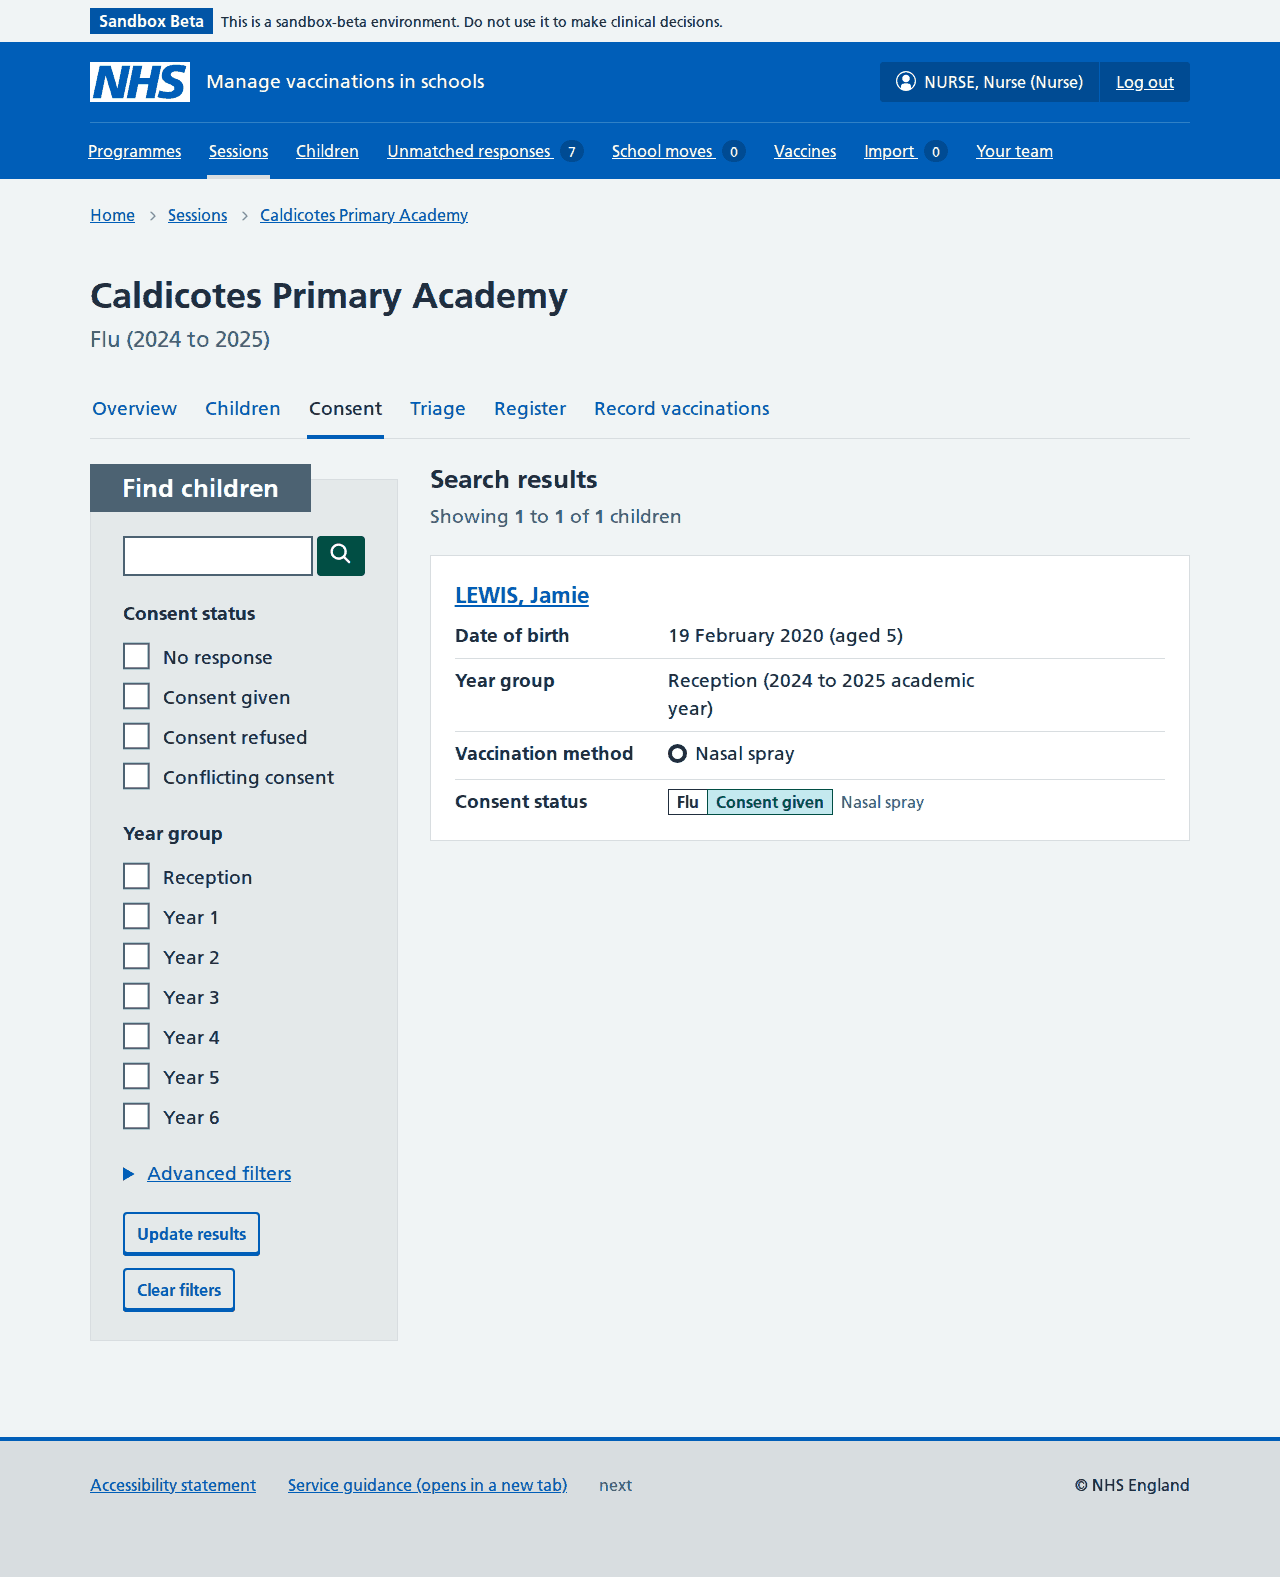 Sandbox Beta This is a sandbox-beta environment. Do not use it to make clinical decisions.
NHS Manage vaccinations in schools NURSE, Nurse (Nurse) Log out
Programmes Sessions Children Unmatched responses 7 School moves 0 Vaccines Import 0 Your team
Home Sessions Caldicotes Primary Academy
Caldicotes Primary Academy
Flu (2024 to 2025)
Overview Children Consent Triage Register Record vaccinations
Find children
Consent status
No response
Consent given
Consent refused
Conflicting consent
Year group
Reception
Year 1
Year 2
Year 3
Year 4
Year 5
Year 6
Advanced filters
Update results
Clear filters
Search results
Showing 1 to 1 of 1 children
LEWIS, Jamie
Date of birth 19 February 2020 (aged 5)
Year group Reception (2024 to 2025 academic
year)
Vaccination method Nasal spray
Consent status Flu Consent given Nasal spray
Accessibility statement Service guidance (opens in a new tab) next © NHS England